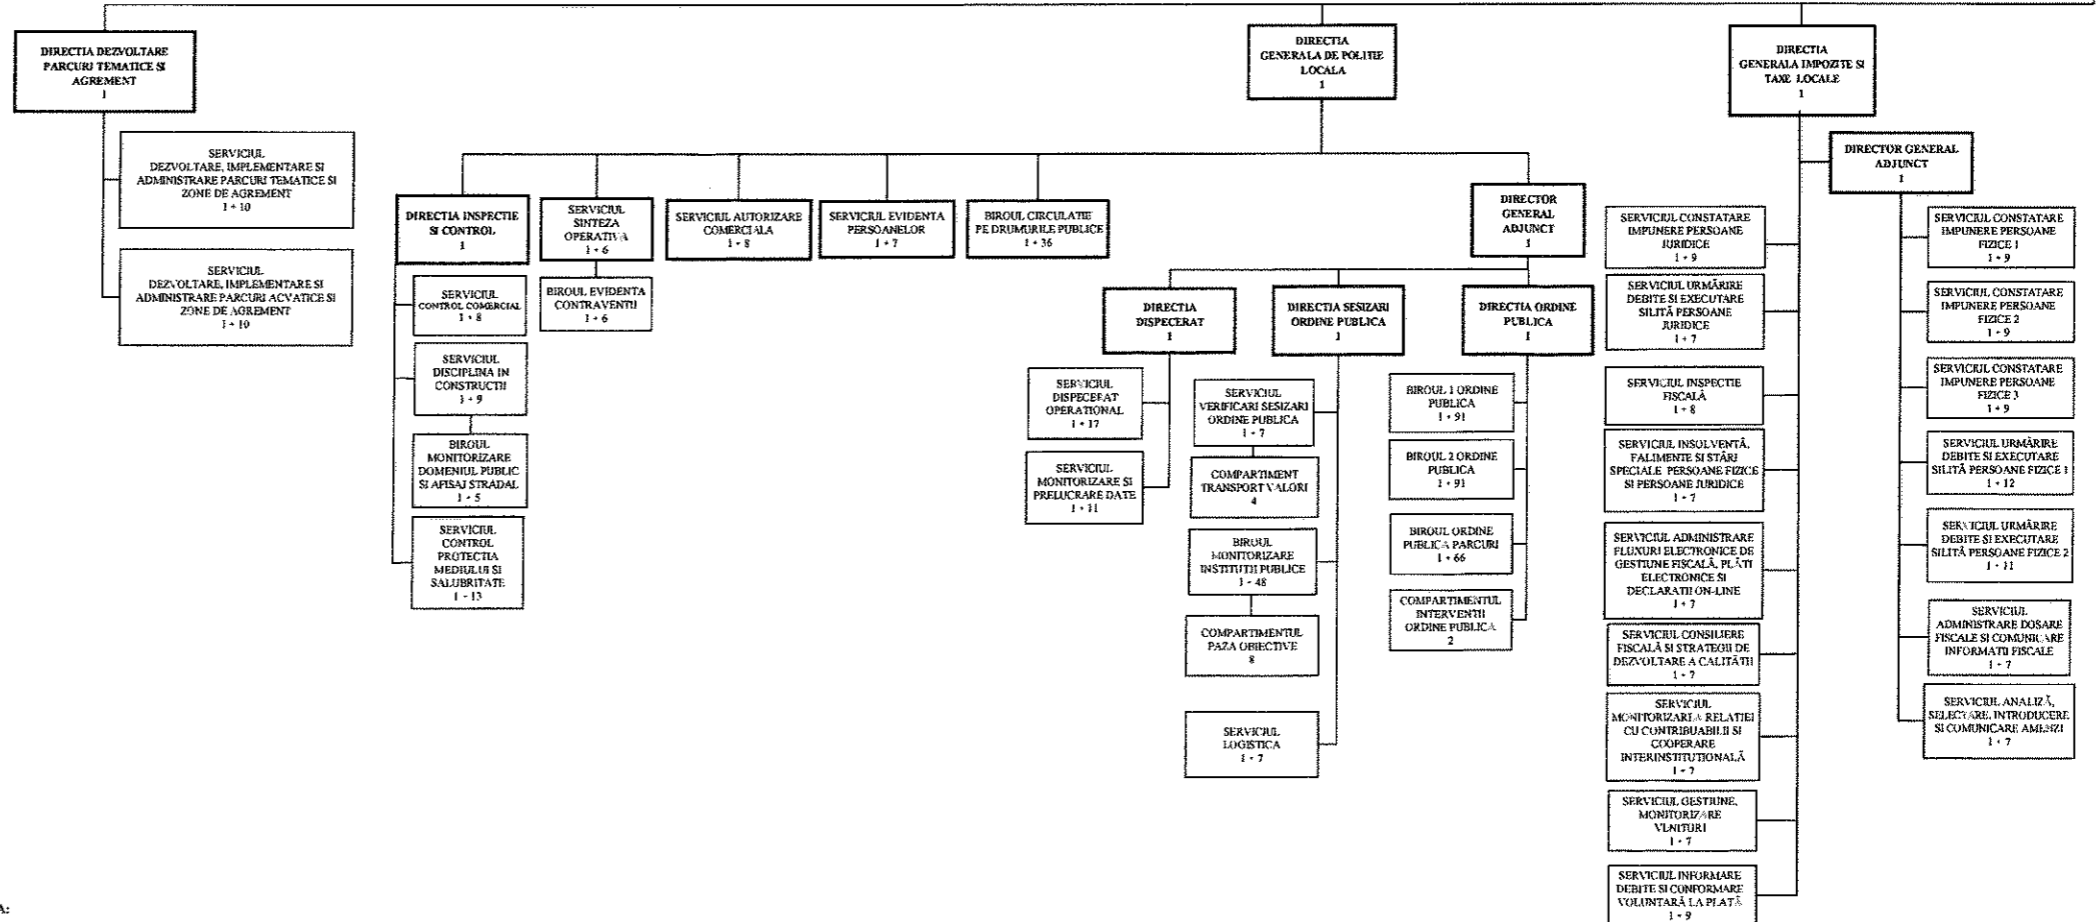 DIRECTIA DEZVOLTARE
PARCURI TEMATICE SI
AGREMENT
1
SERVICIUL
DEZVOLTARE, IMPLEMENTARE SI
ADMINISTRARE PARCURI TEMATICE SI
ZONE DE AGREMENT
1 + 10
SERVICIUL
DEZVOLTARE, IMPLEMENTARE SI
ADMINISTRARE PARCURI ACVATICE SI
ZONE DE AGREMENT
1 + 10
DIRECTIA
GENERALA DE POLITIE
LOCALA
1
DIRECTIA INSPECTIE
SI CONTROL
1
SERVICIUL
CONTROL COMERCIAL
1 + 8
SERVICIUL
DISCIPLINA IN
CONSTRUCTII
1 + 9
BIROUL
MONITORIZARE
DOMENIUL PUBLIC
SI AFISAJ STRADAL
1 + 5
SERVICIUL
CONTROL
PROTECTIA
MEDIULUI SI
SALUBRITATE
1 + 13
SERVICIUL
SINTEZA
OPERATIVA
1 + 6
BIROUL EVIDENTA
CONTRAVENTII
1 + 6
SERVICIUL AUTORIZARE
COMERCIALA
1 + 8
SERVICIUL EVIDENTA
PERSOANELOR
1 + 7
BIROUL CIRCULATIE
PE DRUMURILE PUBLICE
1 + 36
DIRECTOR
GENERAL
ADJUNCT
1
DIRECTIA
DISPECERAT
1
SERVICIUL
DISPECERAT
OPERATIONAL
1 + 17
SERVICIUL
MONITORIZARE SI
PRELUCRARE DATE
1 + 11
DIRECTIA SESIZARI
ORDINE PUBLICA
1
SERVICIUL
VERIFICARI SESIZARI
ORDINE PUBLICA
1 + 7
COMPARTIMENT
TRANSPORT VALORI
4
BIROUL
MONITORIZARE
INSTITUTII PUBLICE
1 + 48
COMPARTIMENTUL
PAZA OBIECTIVE
8
SERVICIUL
LOGISTICA
1 + 7
DIRECTIA ORDINE
PUBLICA
1
BIROUL 1 ORDINE
PUBLICA
1 + 91
BIROUL 2 ORDINE
PUBLICA
1 + 91
BIROUL ORDINE
PUBLICA PARCURI
1 + 66
COMPARTIMENTUL
INTERVENTII
ORDINE PUBLICA
2
DIRECTIA
GENERALA IMPOZITE SI
TAXE LOCALE
1
SERVICIUL CONSTATARE
IMPUNERE PERSOANE
JURIDICE
1 + 9
SERVICIUL URMĂRIRE
DEBITE SI EXECUTARE
SILITĂ PERSOANE
JURIDICE
1 + 7
SERVICIUL INSPECTIE
FISCALĂ
1 + 8
SERVICIUL INSOLVENTĂ,
FALIMENTE SI STĂRI
SPECIALE PERSOANE FIZICE
SI PERSOANE JURIDICE
1 + 7
SERVICIUL ADMINISTRARE
FLUXURI ELECTRONICE DE
GESTIUNE FISCALĂ, PLĂTI
ELECTRONICE SI
DECLARATII ON-LINE
1 + 7
SERVICIUL CONSILIERE
FISCALĂ SI STRATEGII DE
DEZVOLTARE A CALITĂTII
1 + 7
SERVICIUL
MONITORIZAREA RELATIEI
CU CONTRIBUABILII SI
COOPERARE
INTERINSTITUTIONALĂ
1 + 7
SERVICIUL GESTIUNE,
MONITORIZARE
VENITURI
1 + 7
SERVICIUL INFORMARE
DEBITE SI CONFORMARE
VOLUNTARĂ LA PLATĂ
1 + 9
DIRECTOR GENERAL
ADJUNCT
1
SERVICIUL CONSTATARE
IMPUNERE PERSOANE
FIZICE 1
1 + 9
SERVICIUL CONSTATARE
IMPUNERE PERSOANE
FIZICE 2
1 + 9
SERVICIUL CONSTATARE
IMPUNERE PERSOANE
FIZICE 3
1 + 9
SERVICIUL URMĂRIRE
DEBITE SI EXECUTARE
SILITĂ PERSOANE FIZICE 1
1 + 12
SERVICIUL URMĂRIRE
DEBITE SI EXECUTARE
SILITĂ PERSOANE FIZICE 2
1 + 11
SERVICIUL
ADMINISTRARE DOSARE
FISCALE SI COMUNICARE
INFORMATII FISCALE
1 + 7
SERVICIUL ANALIZĂ,
SELECTARE, INTRODUCERE
SI COMUNICARE AMENZI
1 + 7
A: